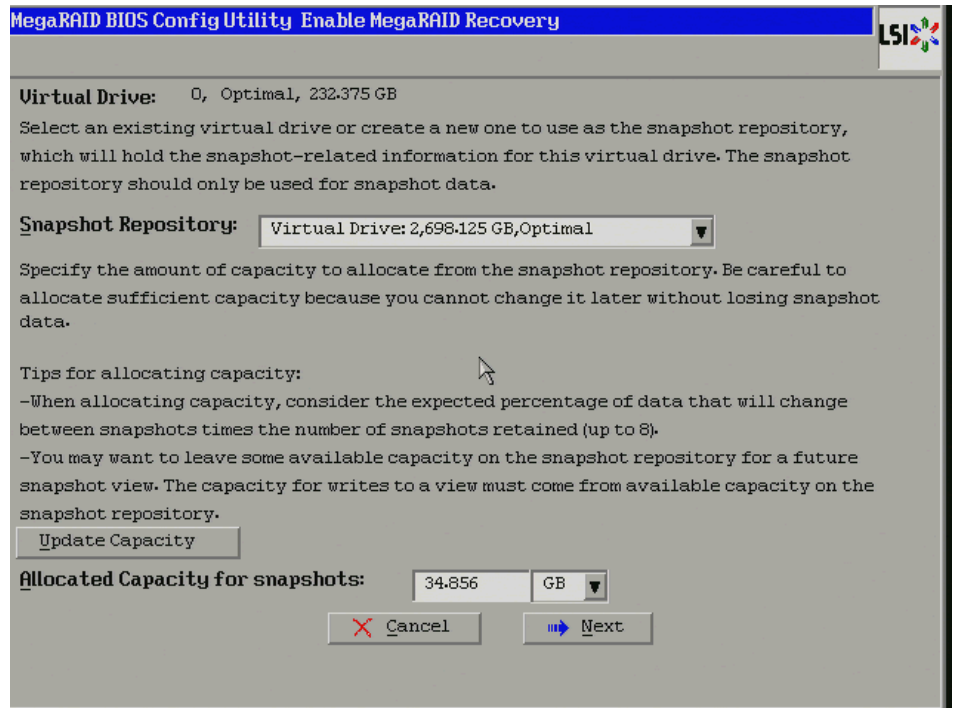 MegaRAID BIOS Config Utility Enable MegaRAID Recovery
LSI
Virtual Drive: 0, Optimal, 232.375 GB
Select an existing virtual drive or create a new one to use as the snapshot repository,
which will hold the snapshot-related information for this virtual drive. The snapshot
repository should only be used for snapshot data.
Snapshot Repository: Virtual Drive: 2,698.125 GB,Optimal
Specify the amount of capacity to allocate from the snapshot repository. Be careful to
allocate sufficient capacity because you cannot change it later without losing snapshot
data.
Tips for allocating capacity:
-When allocating capacity, consider the expected percentage of data that will change
between snapshots times the number of snapshots retained (up to 8).
-You may want to leave some available capacity on the snapshot repository for a future
snapshot view. The capacity for writes to a view must come from available capacity on the
snapshot repository.
Update Capacity
Allocated Capacity for snapshots: 34.856 GB
Cancel Next